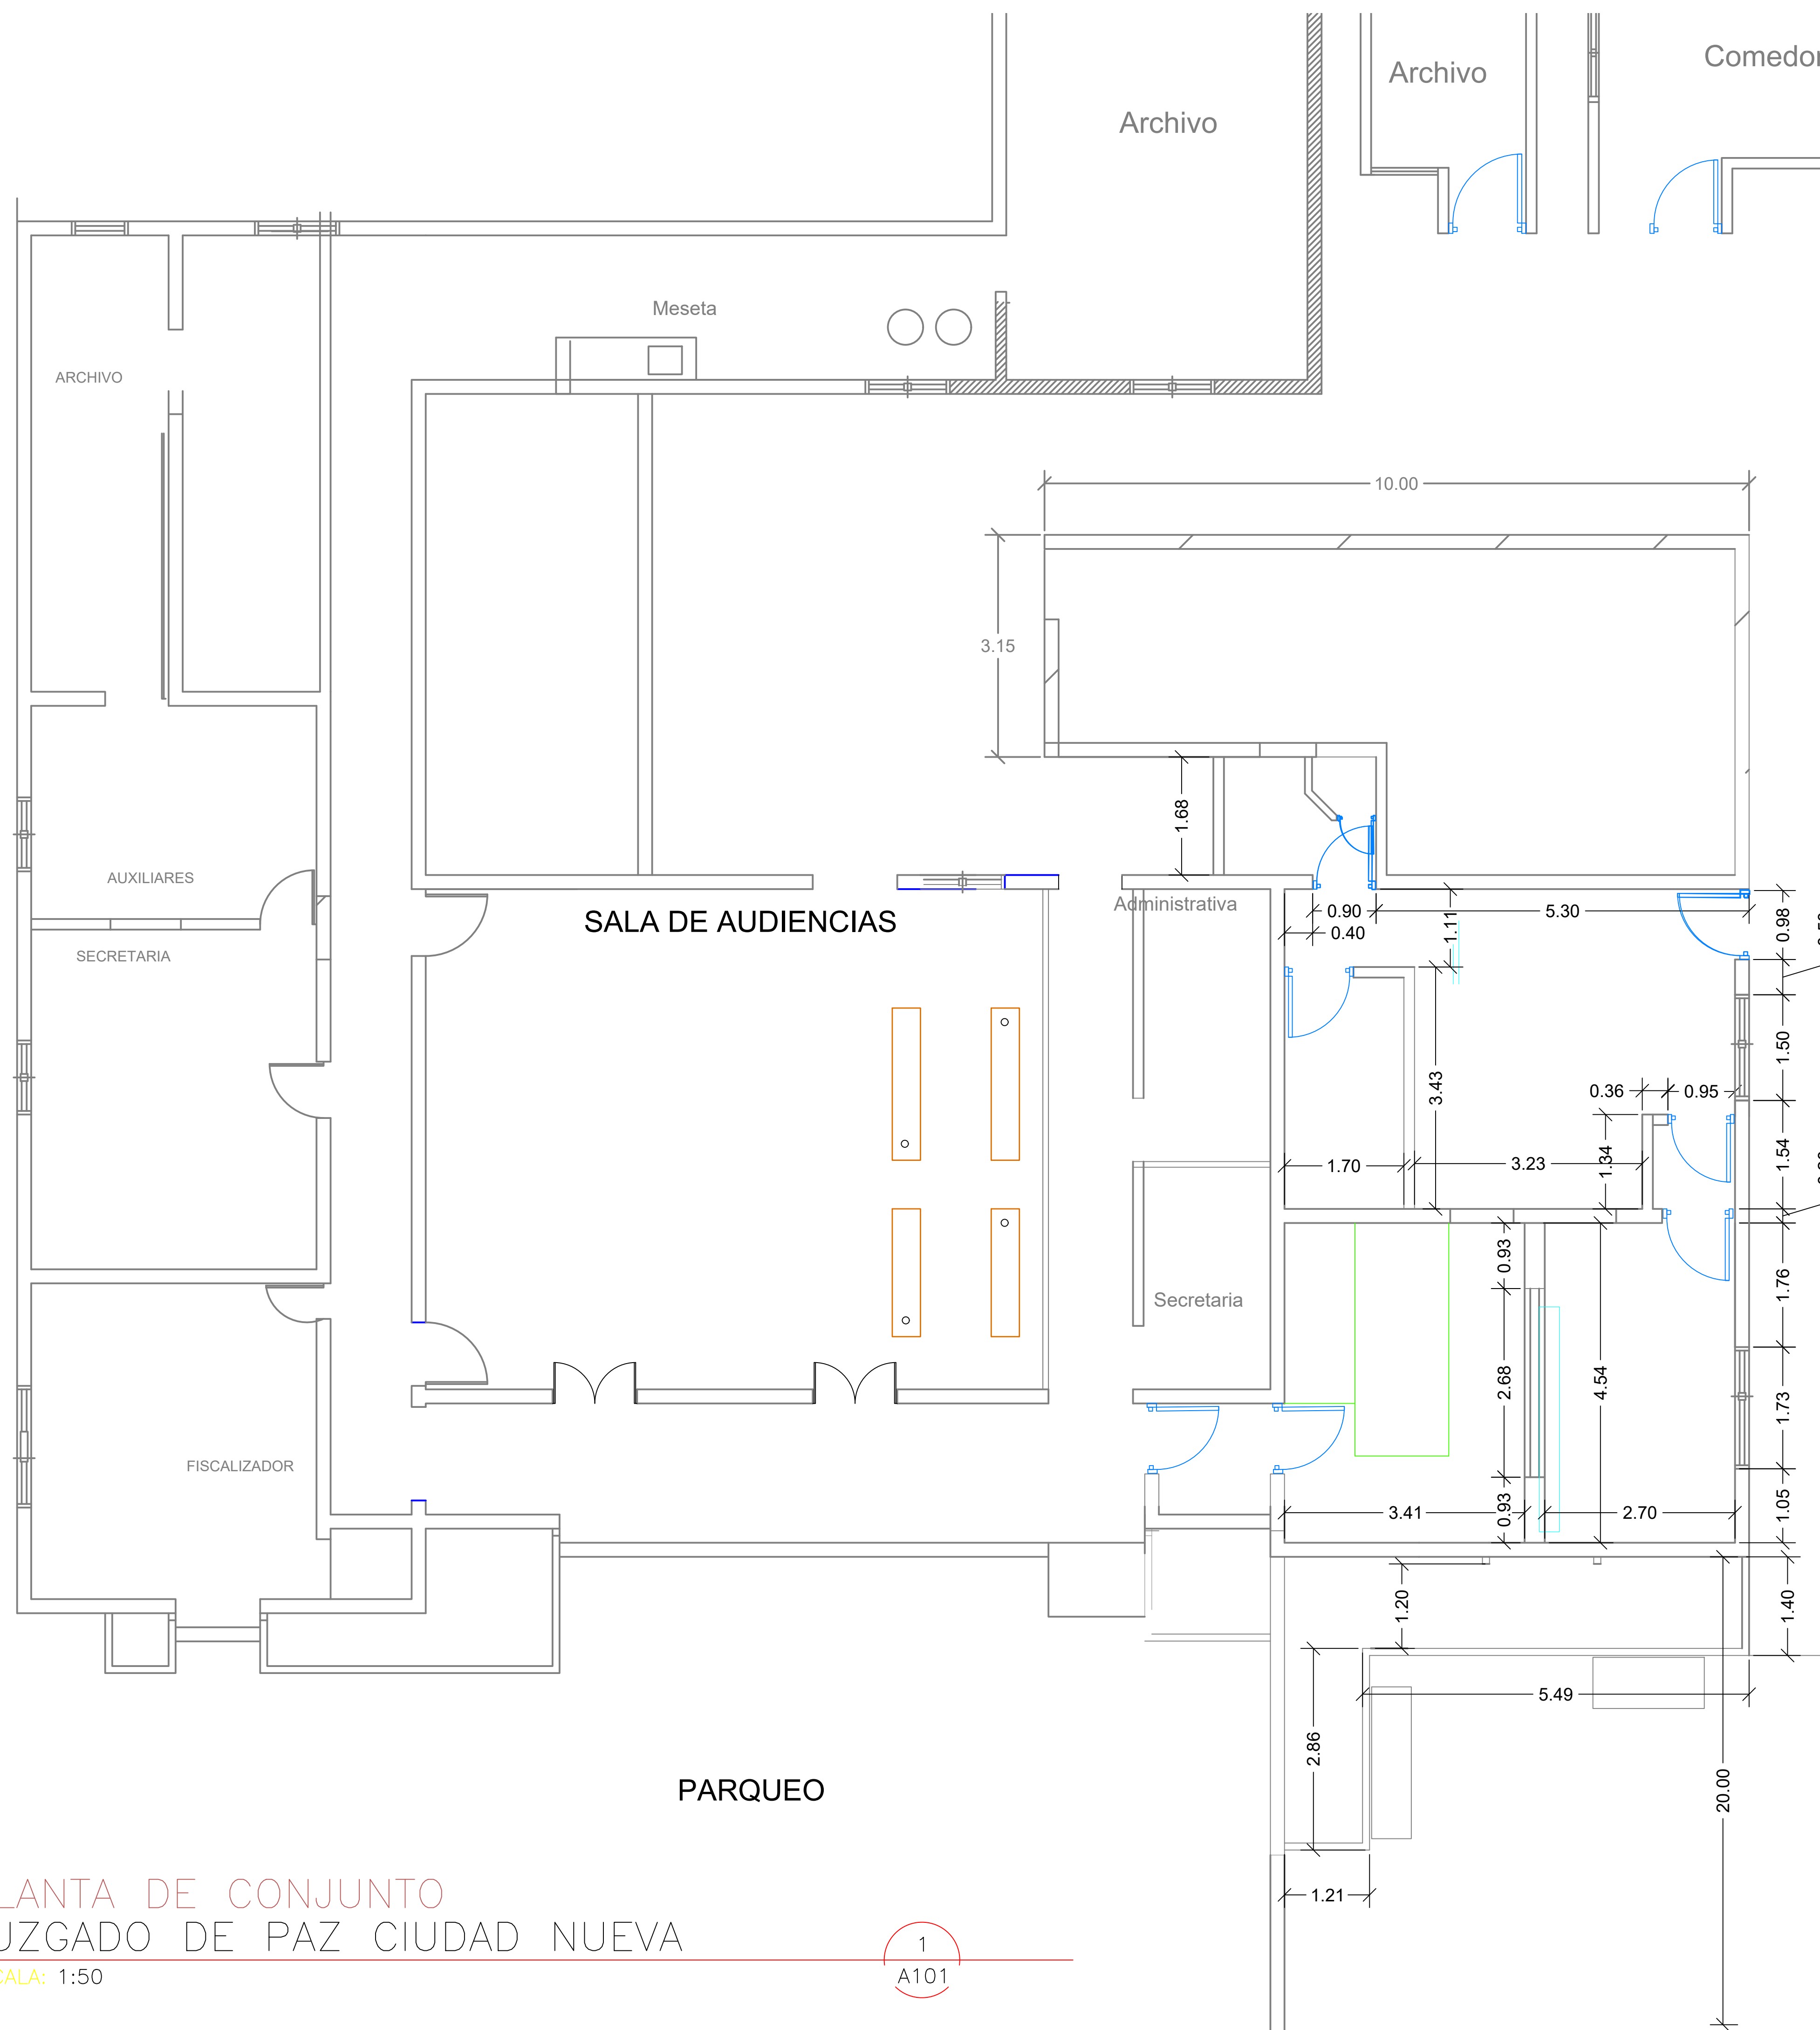 Comedor
Archivo
Archivo
Meseta
ARCHIVO
10.00
3.15
1.68
AUXILIARES
SALA DE AUDIENCIAS
Administrativa
0.90
5.30
0.40
1.11
0.98
SECRETARIA
1.50
3.43
0.36
0.95
1.54
1.70
3.23
1.34
0.93
1.76
Secretaria
2.68
4.54
1.73
FISCALIZADOR
3.41
0.93
2.70
1.05
1.20
1.40
5.49
2.86
PARQUEO
20.00
1.21
LANTA DE CONJUNTO
UZGADO DE PAZ CIUDAD NUEVA
CALA: 1:50
1
A101